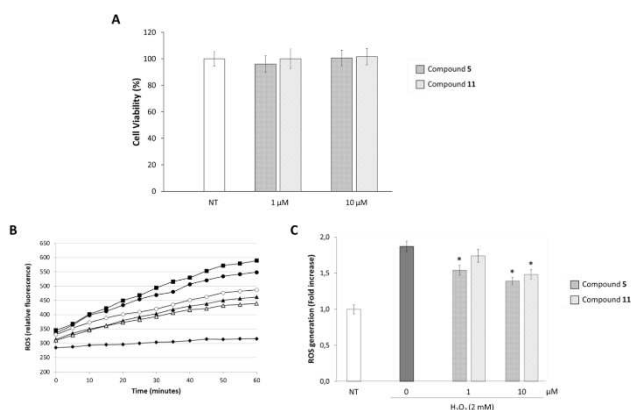 A
Cell Viability (%)
120
100
80
60
40
20
0
NT
1 µM
10 µM
Compound 5
Compound 11
B
ROS (relative fluorescence)
650
600
550
500
450
400
350
300
250
200
0
10
20
30
40
50
60
Time (minutes)
C
ROS generation (Fold increase)
2,0
1,5
1,0
0,5
0,0
*
*
*
NT
0
1
10
µM
H₂O₂ (2 mM)
Compound 5
Compound 11